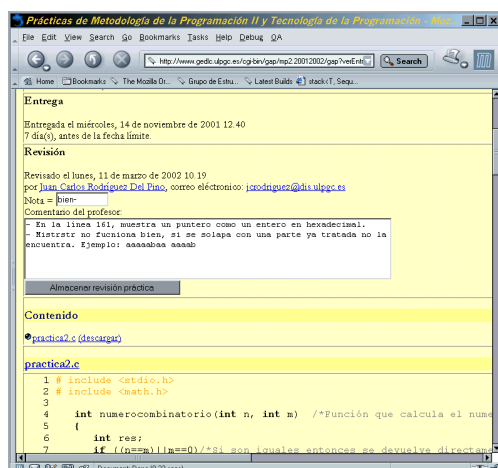 Prácticas de Metodología de la Programación II y Tecnología de la Programación - Moz...
File Edit View Search Go Bookmarks Tasks Help Debug QA
http://www.gedlc.ulpgc.es/cgi-bin/gap/mp2.20012002/gap?verEntr Search
Home Bookmarks The Mozilla Or... Grupo de Estru... Latest Builds stack<T, Sequ...
Entrega
Entregada el miércoles, 14 de noviembre de 2001 12.40
7 día(s), antes de la fecha límite.
Revisión
Revisado el lunes, 11 de marzo de 2002 10.19
por Juan Carlos Rodríguez Del Pino, correo eléctronico: jcrodriguez@dis.ulpgc.es
Nota = bien-
Comentario del profesor:
- En la línea 161, muestra un puntero como un entero en hexadecimal.
- Mistrstr no fucniona bien, si se solapa con una parte ya tratada no la
encuentra. Ejemplo: aaaabaa aaaab
Almacenar revisión práctica
Contenido
practica2.c (descargar)
practica2.c
1 # include <stdio.h>
2 # include <math.h>
3
4 int numerocombinatorio(int n, int m) /*Función que calcula el nume
5 {
6 int res;
7 if ((n==m)||m==0)/*Si son iguales entonces se devuelve directame